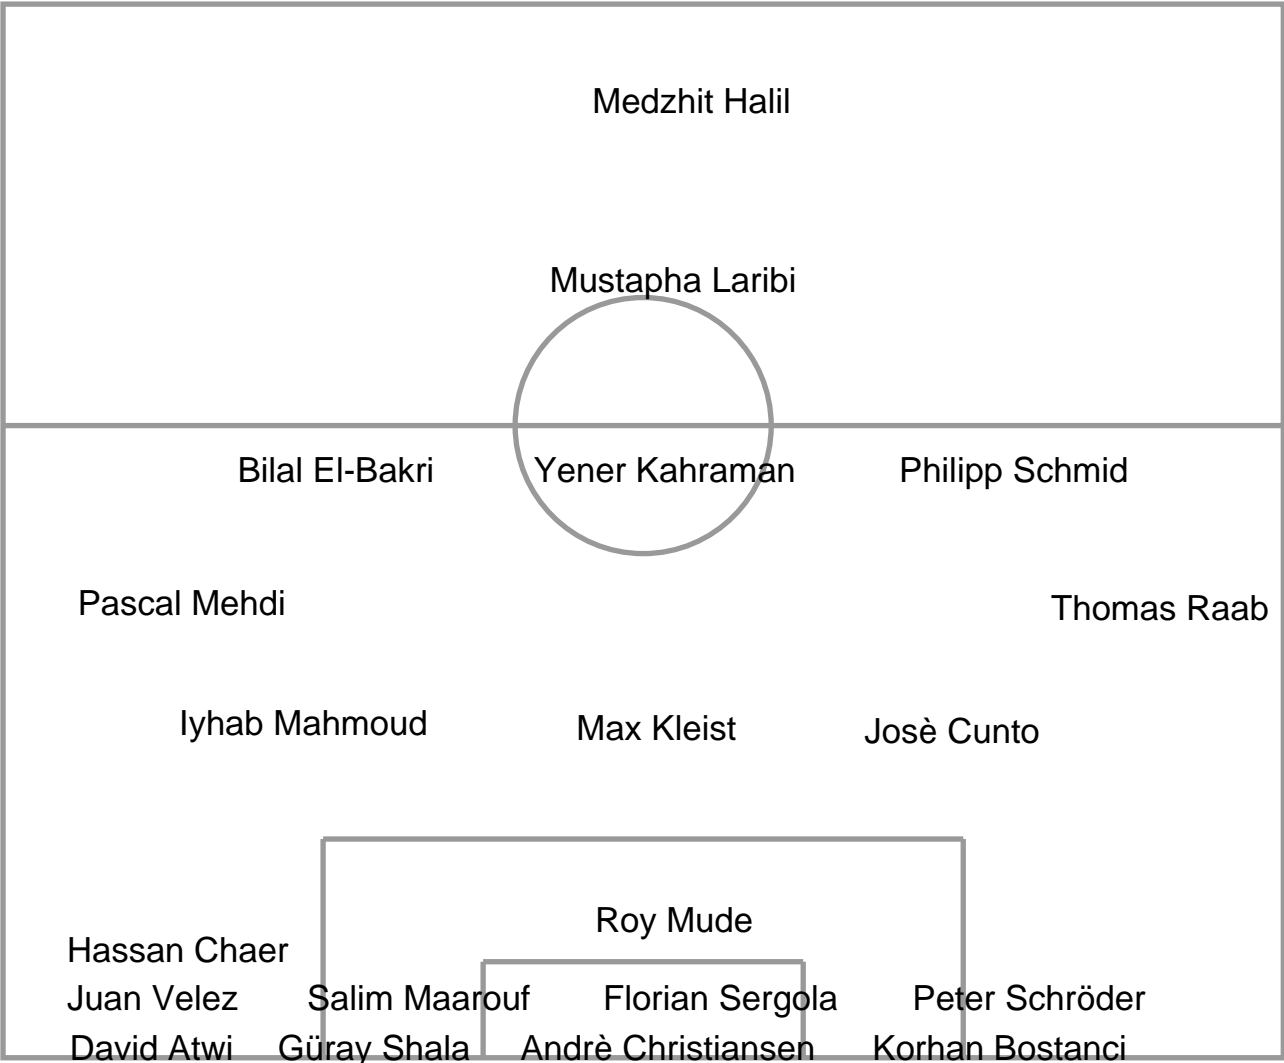 Medzhit Halil
Mustapha Laribi
Bilal El-Bakri Yener Kahraman Philipp Schmid
Pascal Mehdi Thomas Raab
Iyhab Mahmoud Max Kleist Josè Cunto
Roy Mude
Hassan Chaer
Juan Velez Salim Maarouf Florian Sergola Peter Schröder
David Atwi Güray Shala Andrè Christiansen Korhan Bostanci